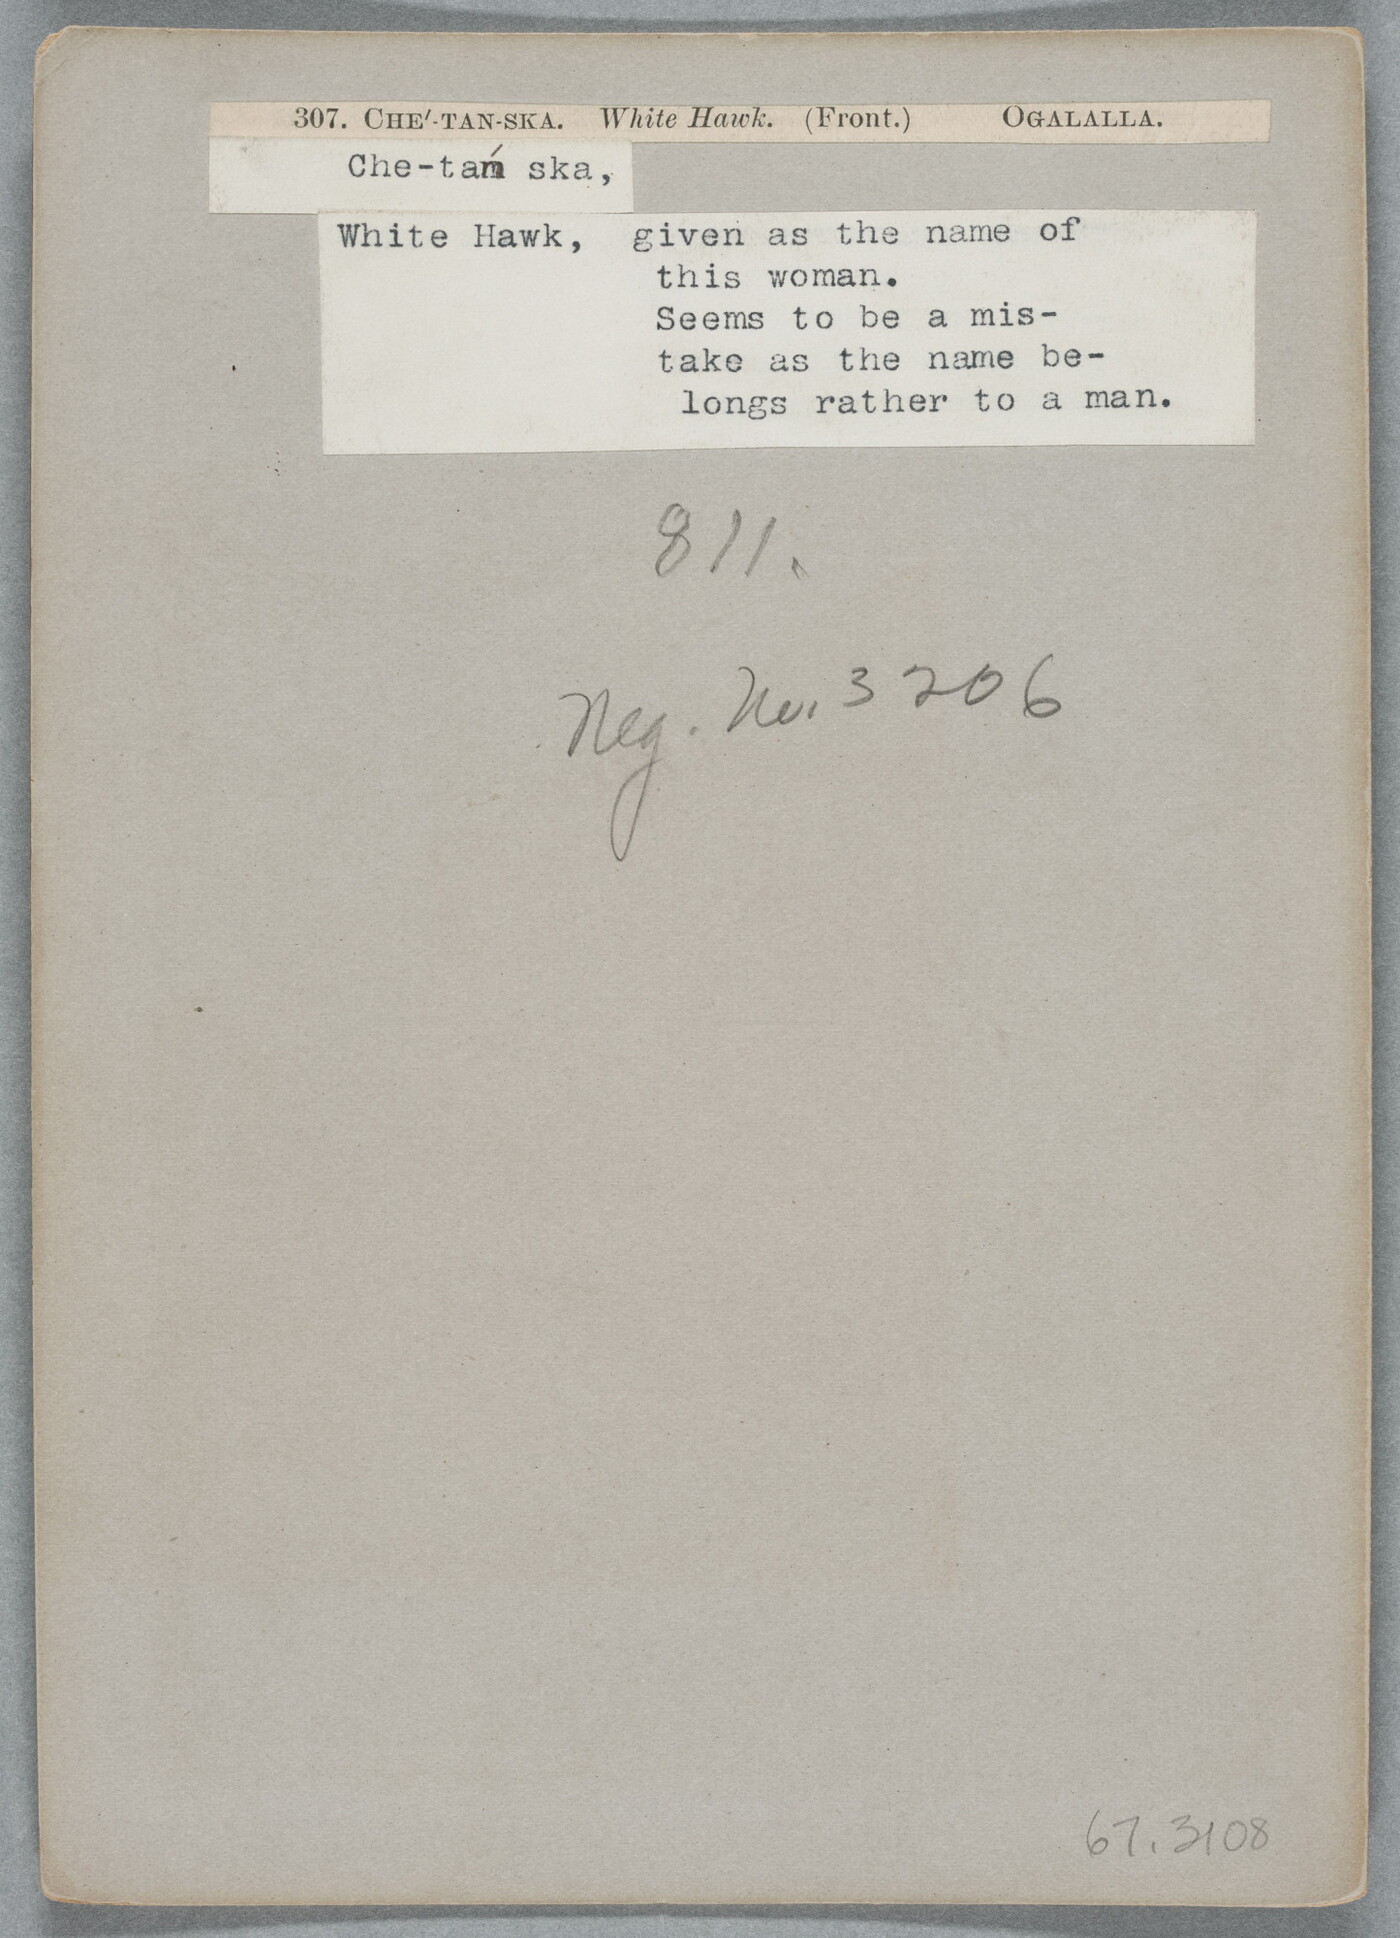 307. CHE′-TAN-SKA. White Hawk. (Front.) OGALALLA.
Che-tań ska,
White Hawk, given as the name of
this woman.
Seems to be a mis-
take as the name be-
longs rather to a man.
811.
Neg. No. 3206
67.3108